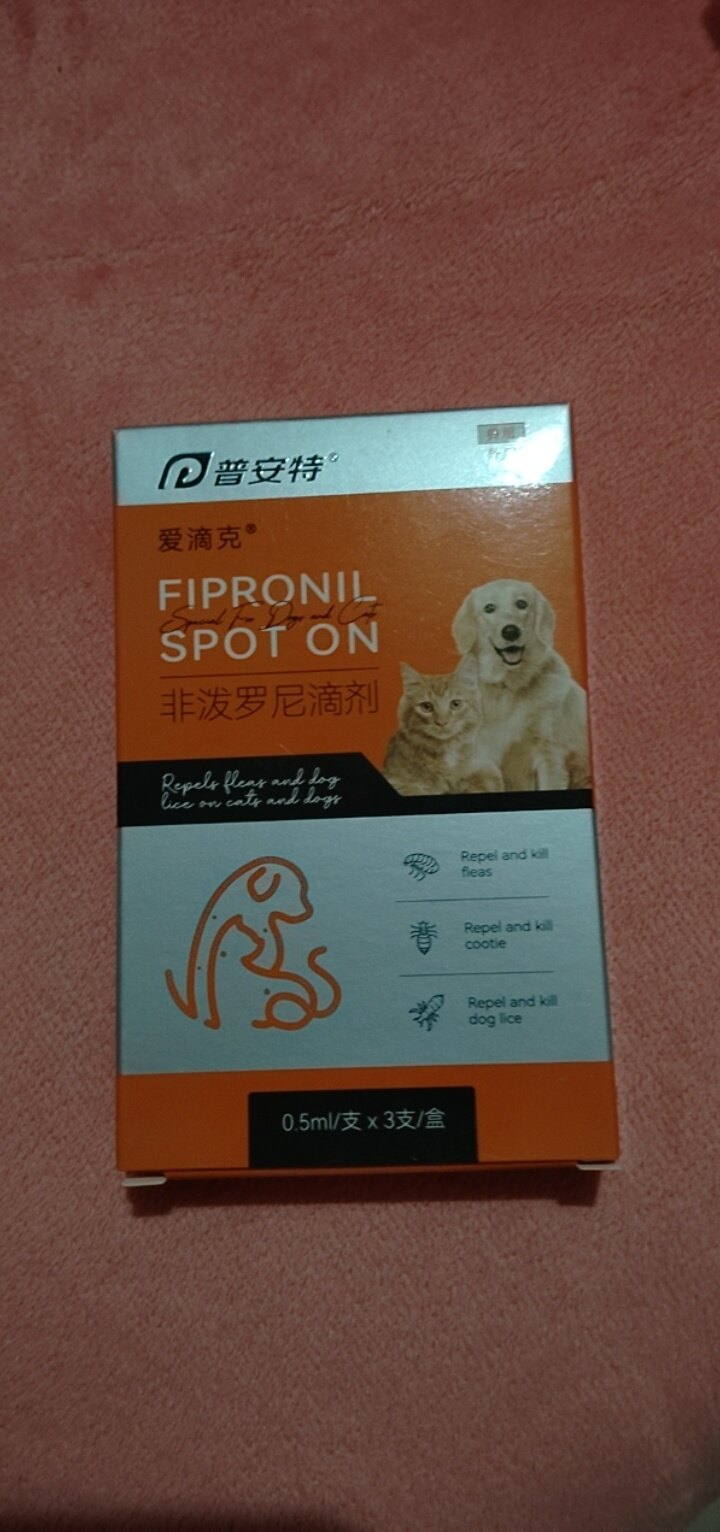 普安特®
爱滴克®
FIPRONIL
Special For Dogs and Cats
SPOT ON
非泼罗尼滴剂
Repels fleas and dog
lice on cats and dogs
Repel and kill
fleas
Repel and kill
cootie
Repel and kill
dog lice
0.5ml/支 x 3支/盒